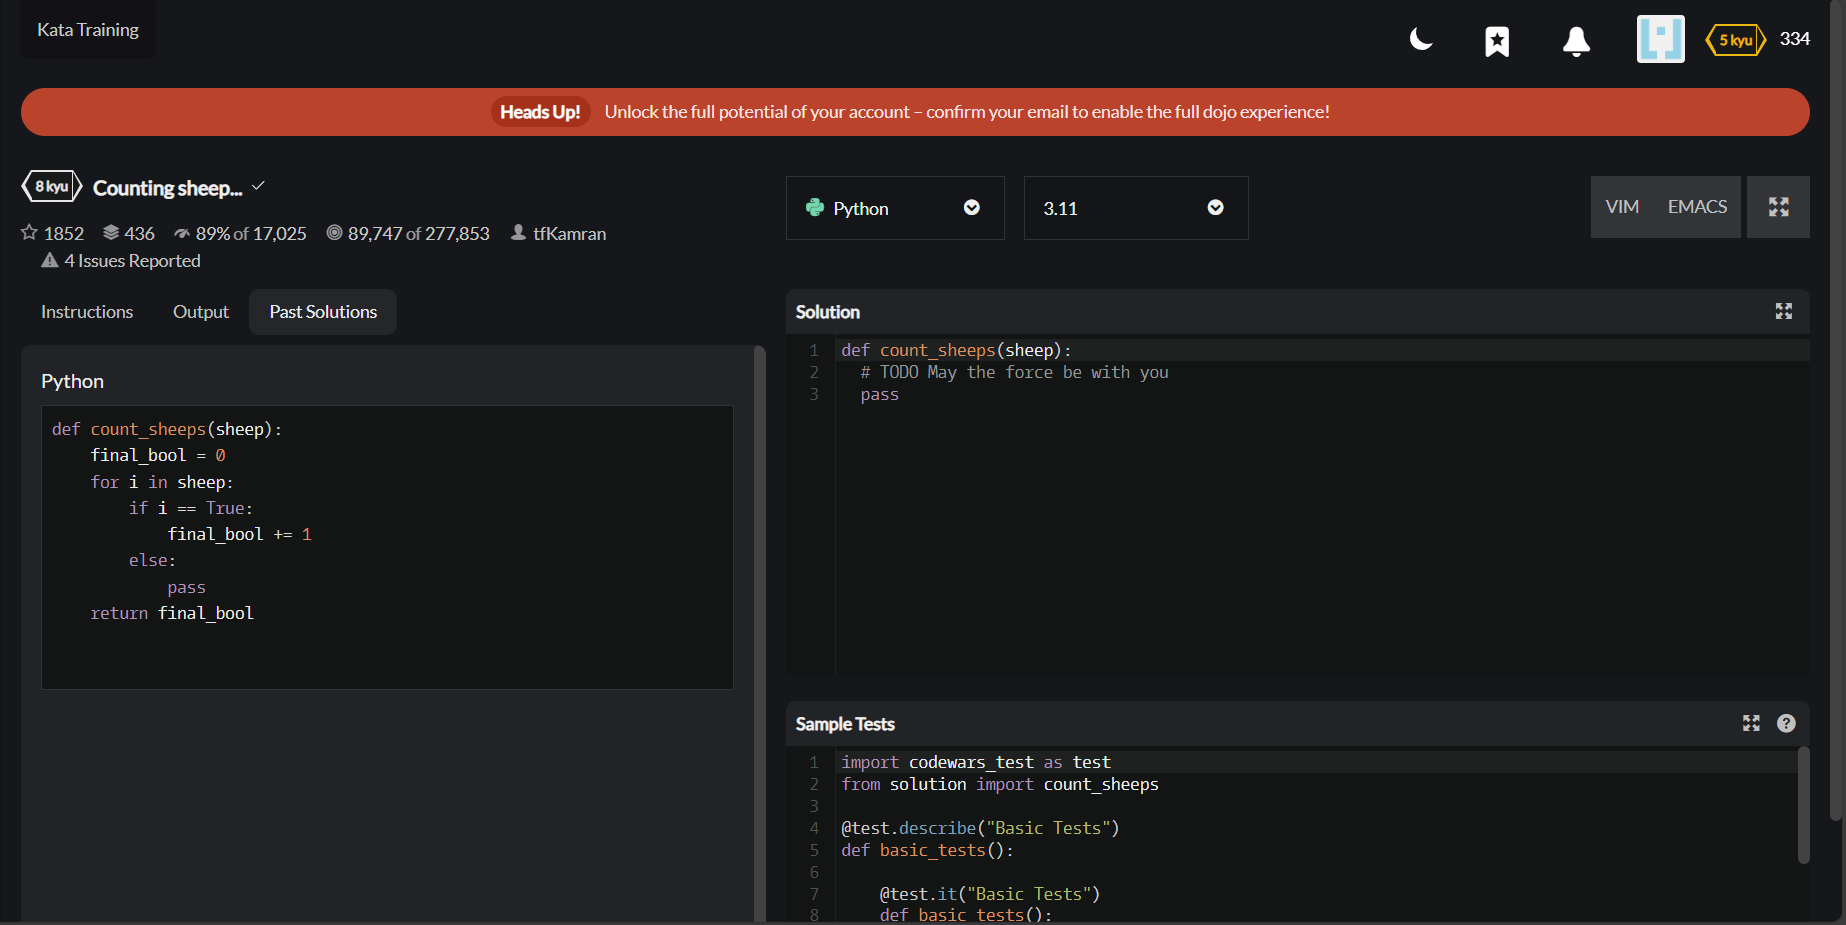 Kata Training
5 kyu 334
Heads Up! Unlock the full potential of your account – confirm your email to enable the full dojo experience!
8 kyu Counting sheep...
1852 436 89% of 17,025 89,747 of 277,853 tfKamran
4 Issues Reported
Python 3.11 VIM EMACS
Instructions Output Past Solutions
Python
def count_sheeps(sheep):
    final_bool = 0
    for i in sheep:
        if i == True:
            final_bool += 1
        else:
            pass
    return final_bool
Solution
1 def count_sheeps(sheep):
2   # TODO May the force be with you
3   pass
Sample Tests
1 import codewars_test as test
2 from solution import count_sheeps
3
4 @test.describe("Basic Tests")
5 def basic_tests():
6
7     @test.it("Basic Tests")
8     def basic_tests():